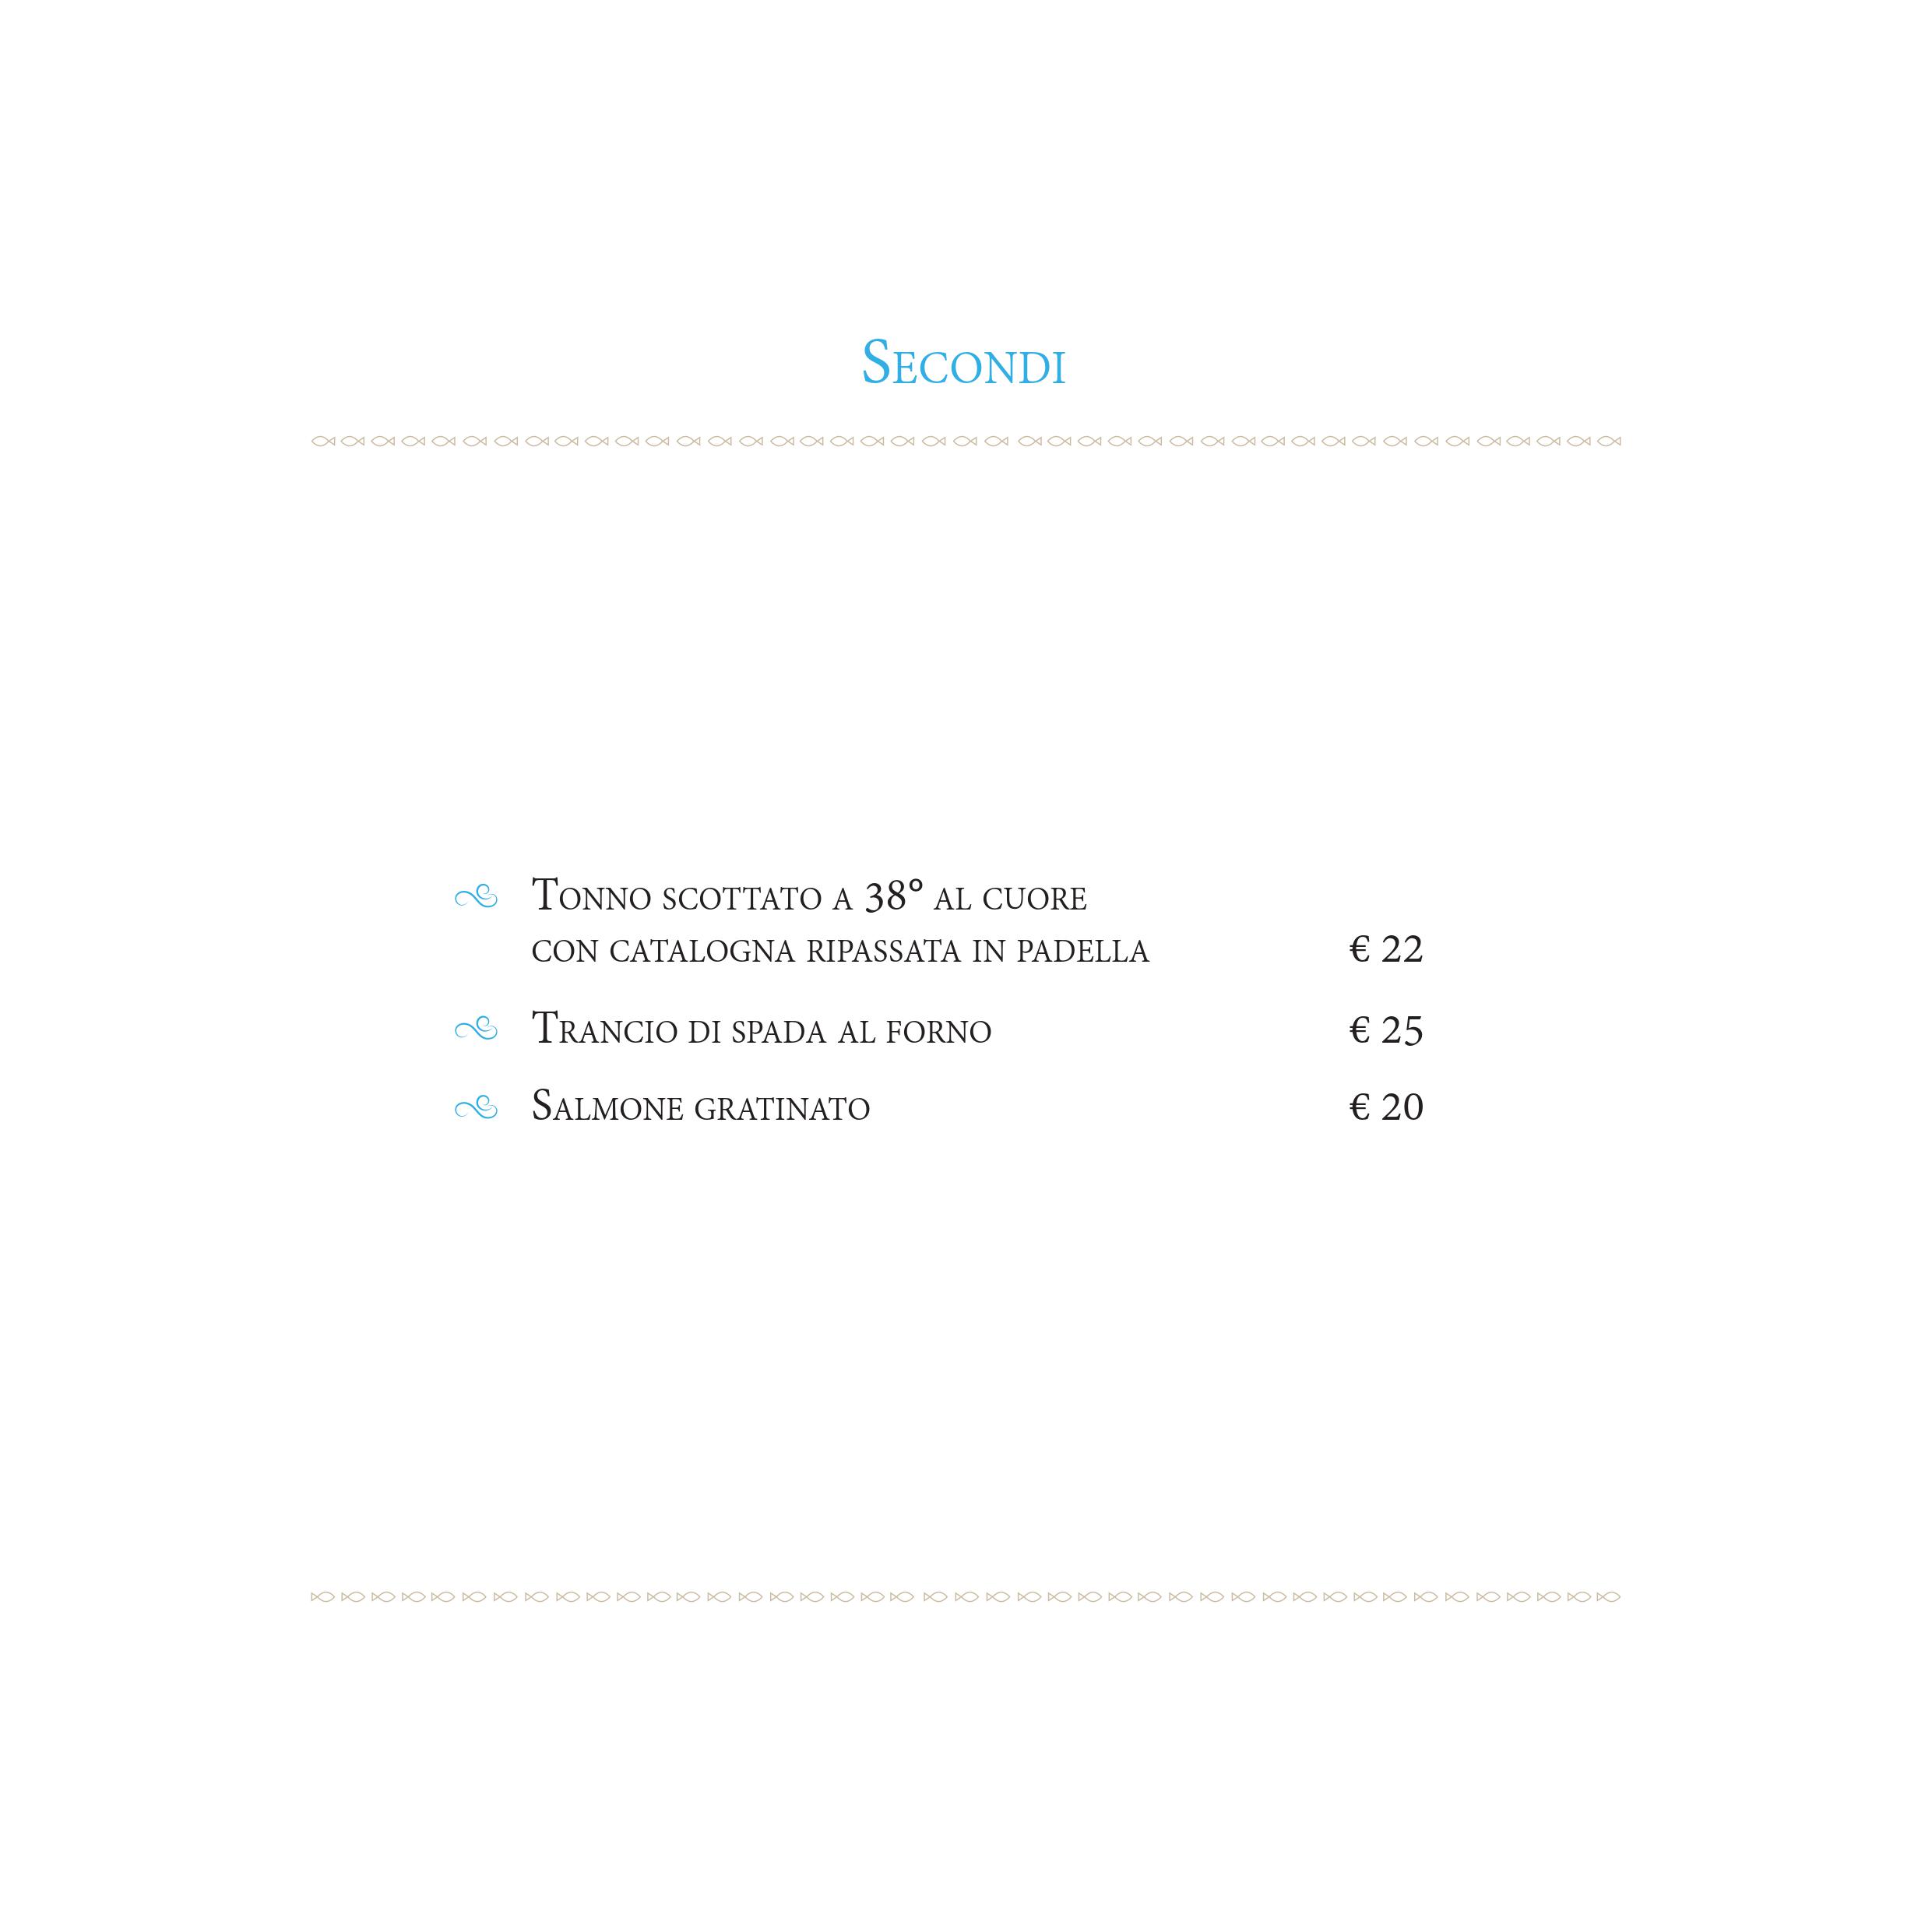 Secondi
Tonno scottato a 38° al cuore
con catalogna ripassata in padella € 22
Trancio di spada al forno € 25
Salmone gratinato € 20